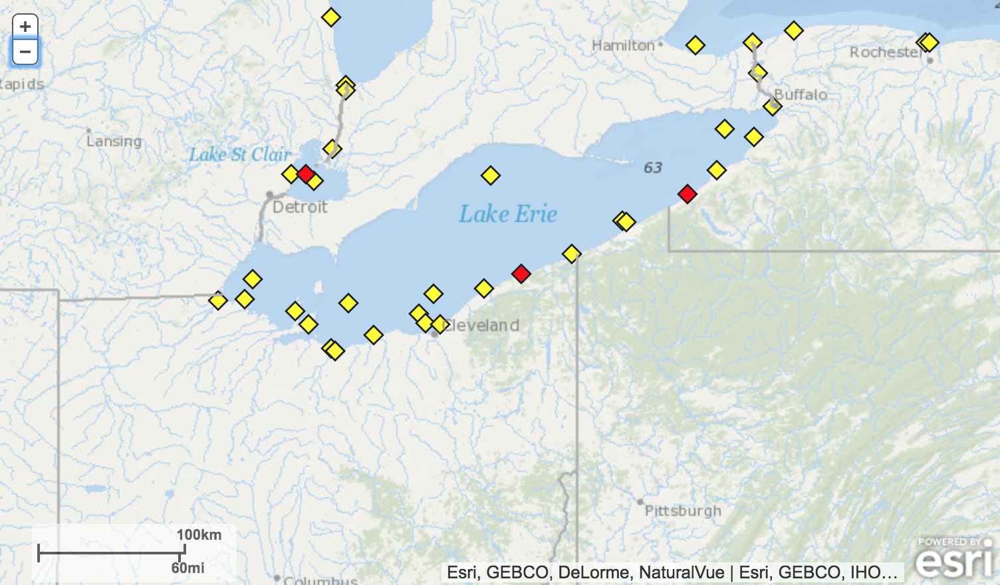 +
−
Hamilton
Rochester
Rapids
Buffalo
Lansing
Lake St Clair
63
Detroit
Lake Erie
Cleveland
Pittsburgh
100km
60mi
Columbus
POWERED BY
esri
Esri, GEBCO, DeLorme, NaturalVue | Esri, GEBCO, IHO…